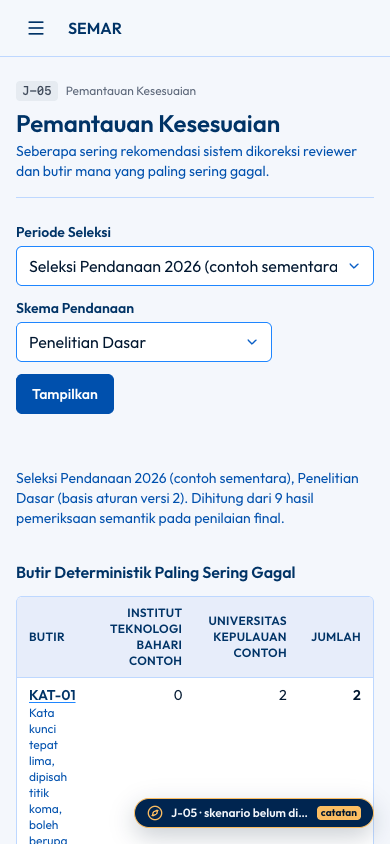 SEMAR
J-05 Pemantauan Kesesuaian
Pemantauan Kesesuaian
Seberapa sering rekomendasi sistem dikoreksi reviewer
dan butir mana yang paling sering gagal.
Periode Seleksi
Seleksi Pendanaan 2026 (contoh sementara
Skema Pendanaan
Penelitian Dasar
Tampilkan
Seleksi Pendanaan 2026 (contoh sementara), Penelitian
Dasar (basis aturan versi 2). Dihitung dari 9 hasil
pemeriksaan semantik pada penilaian final.
Butir Deterministik Paling Sering Gagal
BUTIR
INSTITUT
TEKNOLOGI
BAHARI
CONTOH
UNIVERSITAS
KEPULAUAN
CONTOH
JUMLAH
KAT-01 0 2 2
Kata
kunci
tepat
lima,
dipisah
titik
koma,
boleh
berupa
J-05 · skenario belum di... catatan